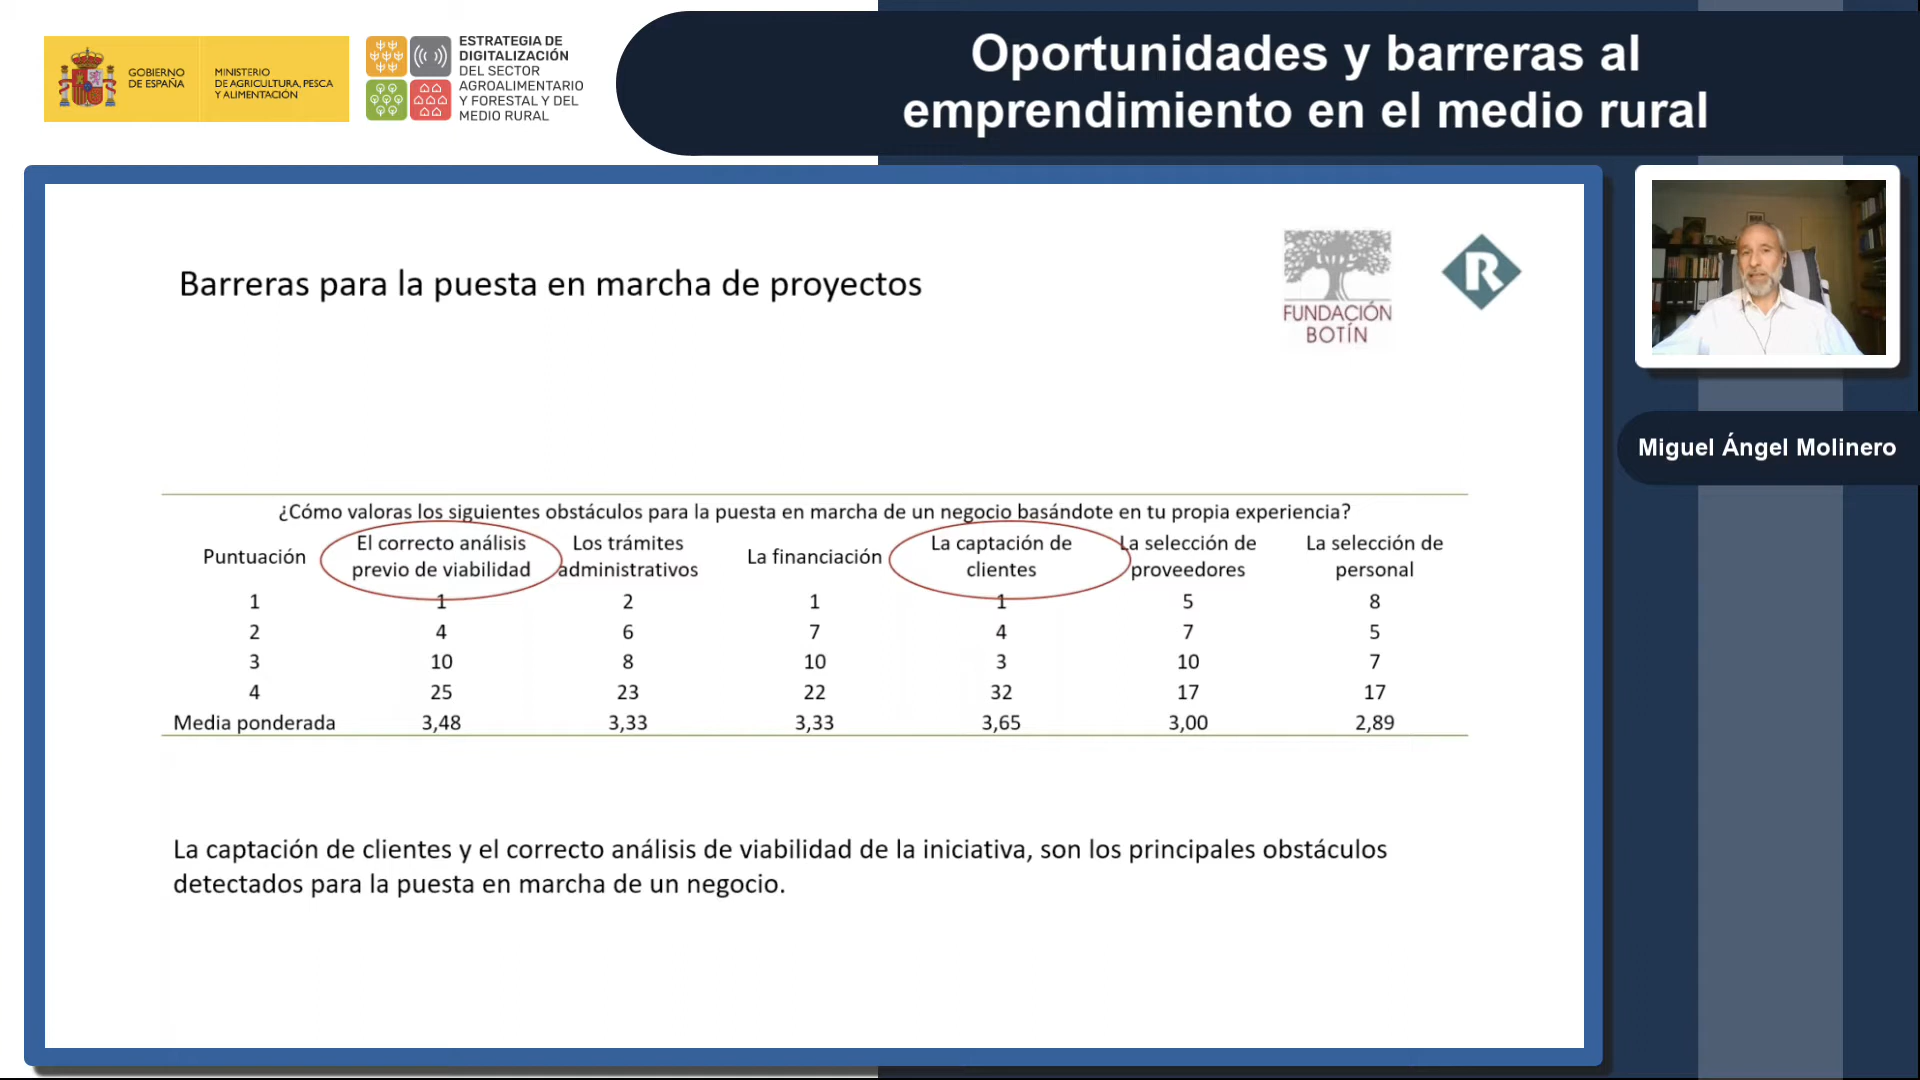 GOBIERNO
DE ESPAÑA
MINISTERIO
DE AGRICULTURA, PESCA
Y ALIMENTACIÓN
ESTRATEGIA DE
DIGITALIZACIÓN
DEL SECTOR
AGROALIMENTARIO
Y FORESTAL Y DEL
MEDIO RURAL
Oportunidades y barreras al
emprendimiento en el medio rural
Barreras para la puesta en marcha de proyectos
FUNDACIÓN
BOTÍN
R
Miguel Ángel Molinero
¿Cómo valoras los siguientes obstáculos para la puesta en marcha de un negocio basándote en tu propia experiencia?
Puntuación El correcto análisis previo de viabilidad Los trámites administrativos La financiación La captación de clientes La selección de proveedores La selección de personal
1 1 2 1 1 5 8
2 4 6 7 4 7 5
3 10 8 10 3 10 7
4 25 23 22 32 17 17
Media ponderada 3,48 3,33 3,33 3,65 3,00 2,89
La captación de clientes y el correcto análisis de viabilidad de la iniciativa, son los principales obstáculos
detectados para la puesta en marcha de un negocio.